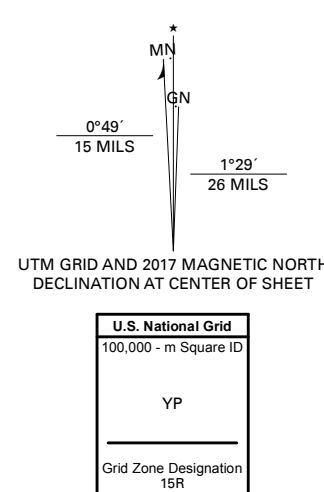 ★
MN
GN
0°49´
15 MILS
1°29´
26 MILS
UTM GRID AND 2017 MAGNETIC NORTH
DECLINATION AT CENTER OF SHEET
U.S. National Grid
100,000 - m Square ID
YP
Grid Zone Designation
15R